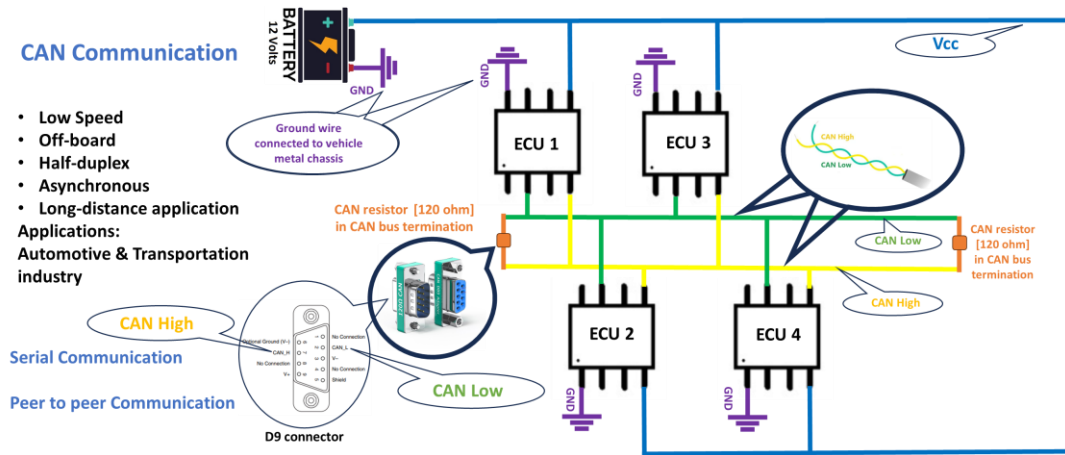 CAN Communication
BATTERY
12 Volts
+
−
GND
Vcc
• Low Speed
• Off-board
• Half-duplex
• Asynchronous
• Long-distance application
Applications:
Automotive & Transportation
industry
Ground wire
connected to vehicle
metal chassis
GND
ECU 1
GND
ECU 3
CAN High
CAN Low
CAN resistor [120 ohm]
in CAN bus termination
CAN Low
CAN resistor
[120 ohm]
in CAN bus
termination
CAN High
CAN High
Optional Ground (V-)
CAN_H
No Connection
V+
No Connection
CAN_L
V-
No Connection
Shield
CAN Low
Serial Communication
Peer to peer Communication
D9 connector
ECU 2
GND
ECU 4
GND